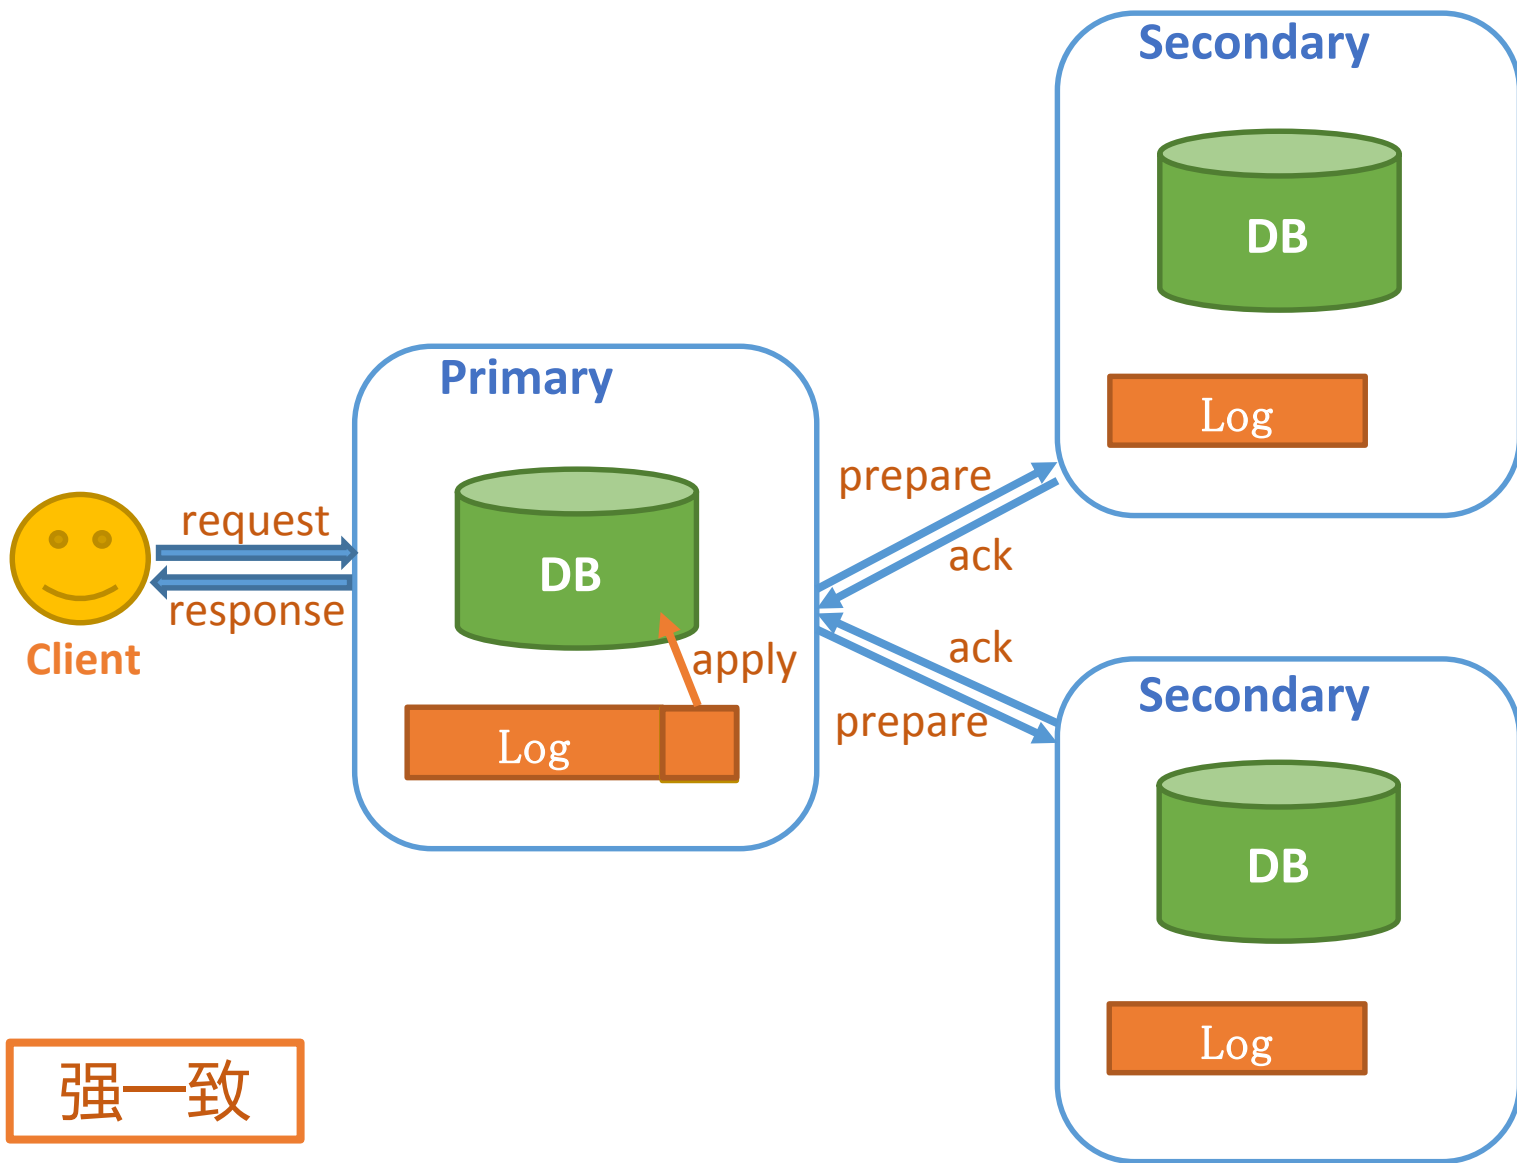 Secondary
DB
Log
Primary
DB
apply
Log
request
response
Client
prepare
ack
ack
prepare
Secondary
DB
Log
强一致